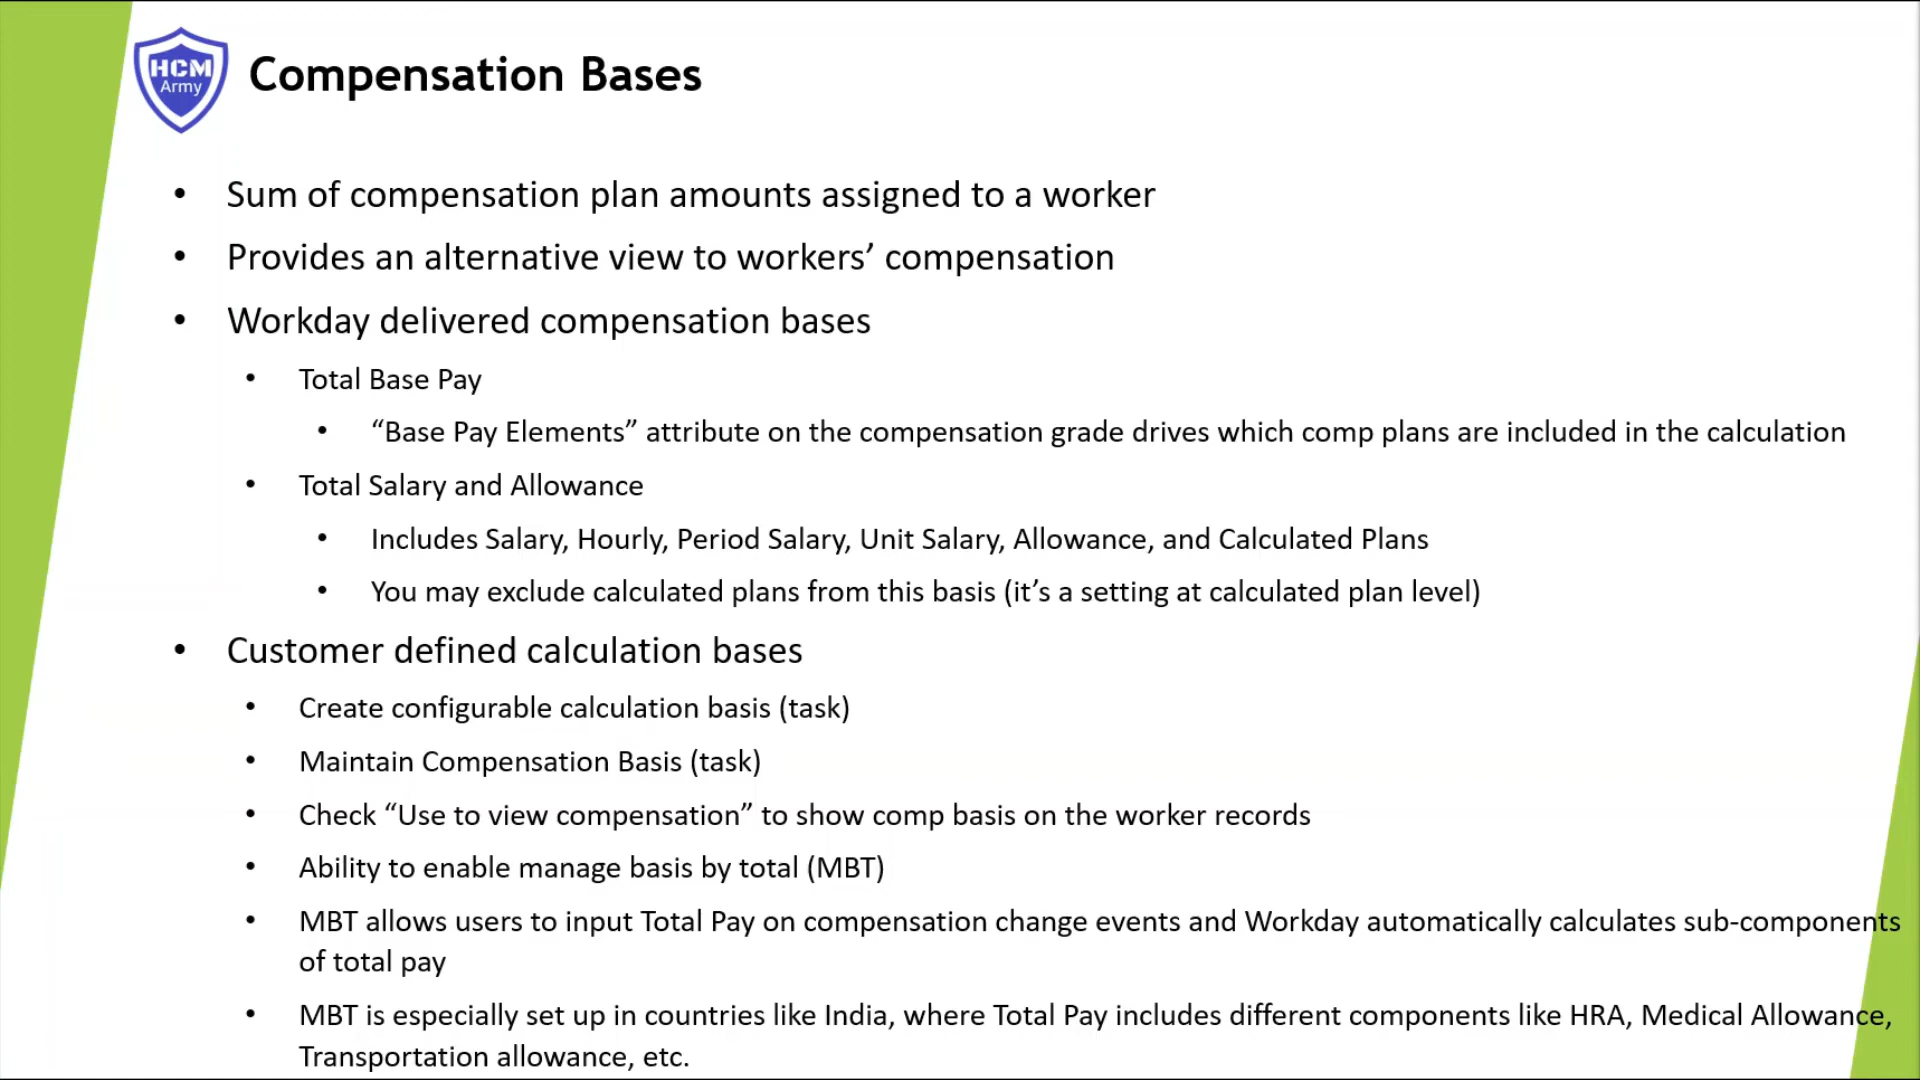 HCM
Army
Compensation Bases
• Sum of compensation plan amounts assigned to a worker
• Provides an alternative view to workers’ compensation
• Workday delivered compensation bases
• Total Base Pay
• “Base Pay Elements” attribute on the compensation grade drives which comp plans are included in the calculation
• Total Salary and Allowance
• Includes Salary, Hourly, Period Salary, Unit Salary, Allowance, and Calculated Plans
• You may exclude calculated plans from this basis (it’s a setting at calculated plan level)
• Customer defined calculation bases
• Create configurable calculation basis (task)
• Maintain Compensation Basis (task)
• Check “Use to view compensation” to show comp basis on the worker records
• Ability to enable manage basis by total (MBT)
• MBT allows users to input Total Pay on compensation change events and Workday automatically calculates sub-components
of total pay
• MBT is especially set up in countries like India, where Total Pay includes different components like HRA, Medical Allowance,
Transportation allowance, etc.